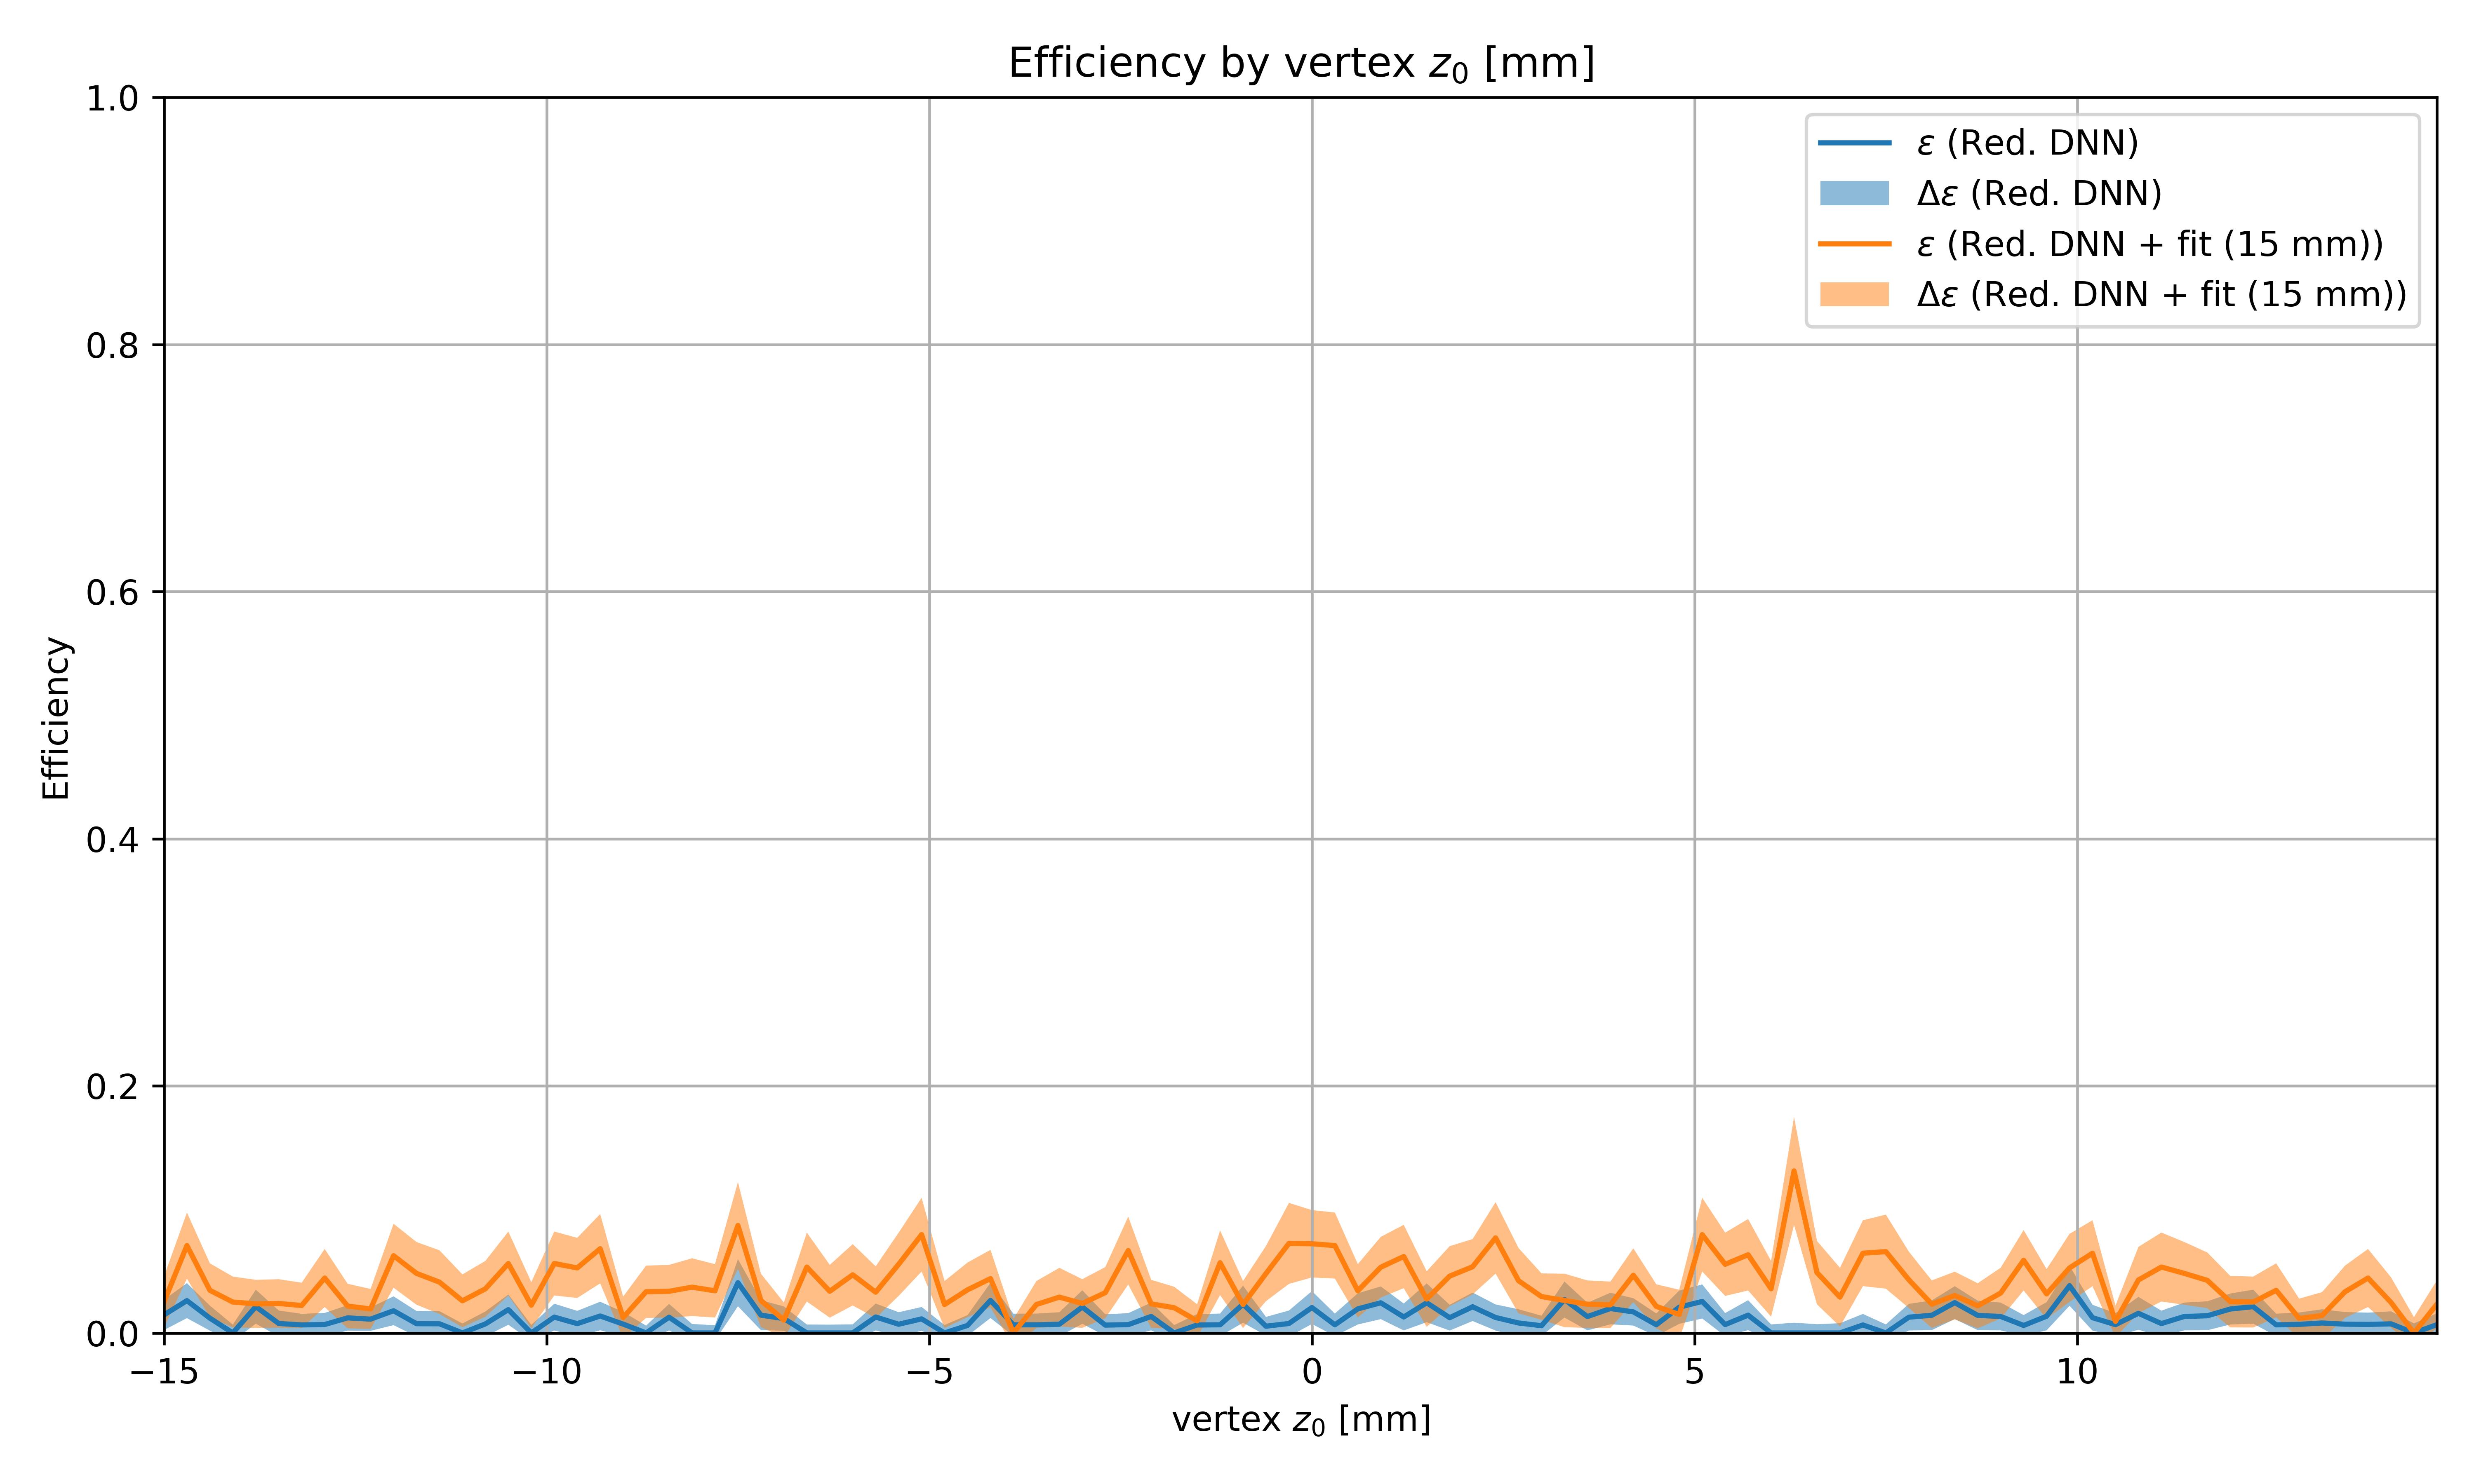 Efficiency by vertex z₀ [mm]
1.0
0.8
0.6
0.4
0.2
0.0
Efficiency
ε (Red. DNN)
Δε (Red. DNN)
ε (Red. DNN + fit (15 mm))
Δε (Red. DNN + fit (15 mm))
−15 −10 −5 0 5 10
vertex z₀ [mm]